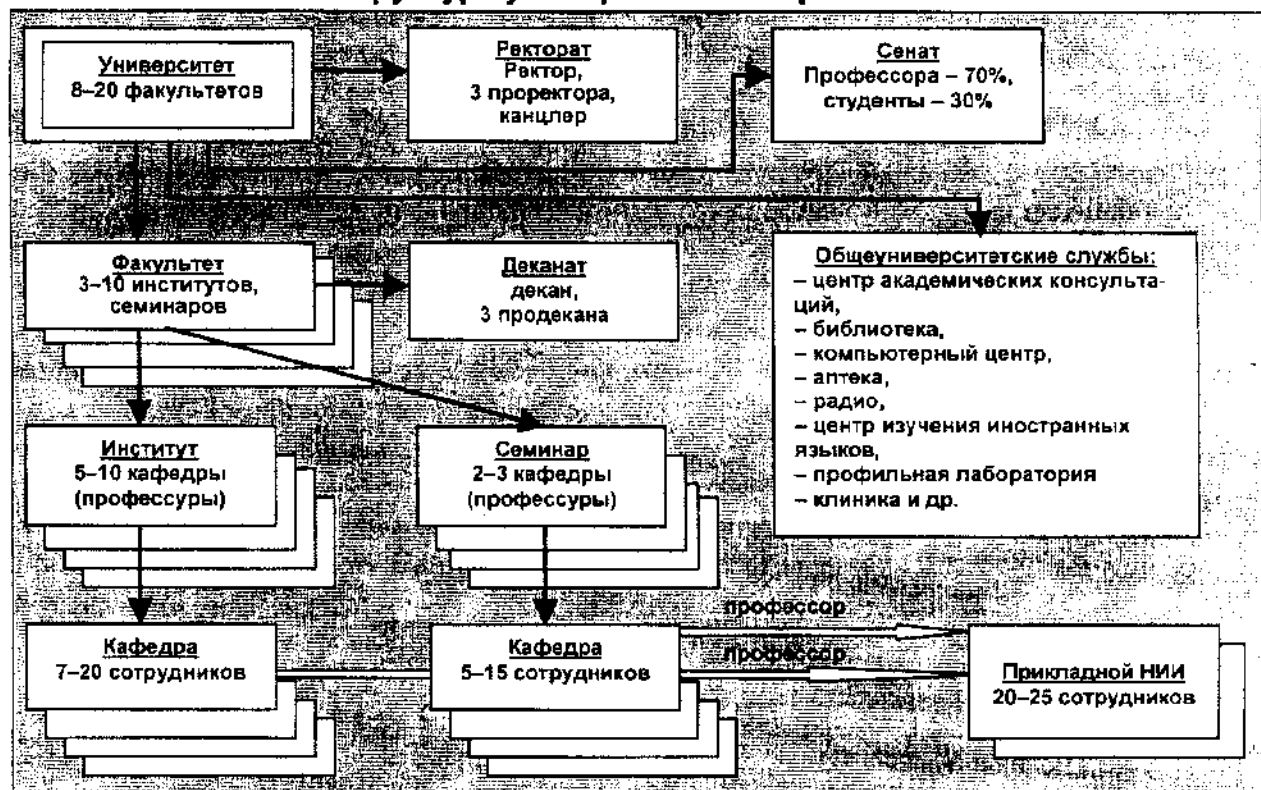 Университет
8–20 факультетов
Ректорат
Ректор,
3 проректора,
канцлер
Сенат
Профессора – 70%,
студенты – 30%
Факультет
3–10 институтов,
семинаров
Деканат
декан,
3 продекана
Общеуниверситетские службы:
– центр академических консульта-
ций,
– библиотека,
– компьютерный центр,
– аптека,
– радио,
– центр изучения иностранных
языков,
– профильная лаборатория
– клиника и др.
Институт
5–10 кафедры
(профессуры)
Семинар
2–3 кафедры
(профессуры)
Кафедра
7–20 сотрудников
Кафедра
5–15 сотрудников
профессор
профессор
Прикладной НИИ
20–25 сотрудников